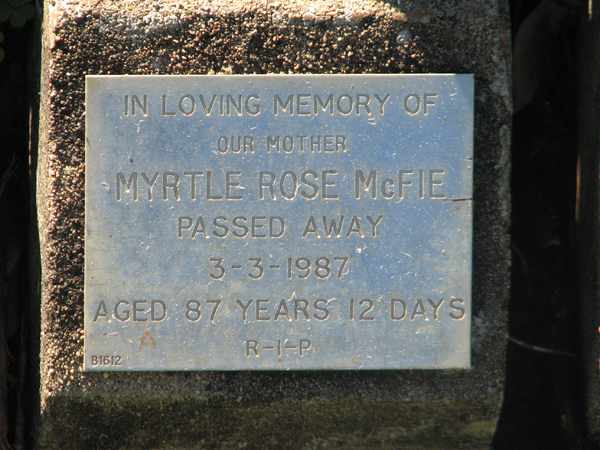 IN LOVING MEMORY OF
OUR MOTHER
MYRTLE ROSE McFIE
PASSED AWAY
3-3-1987
AGED 87 YEARS 12 DAYS
R-I-P
B1612